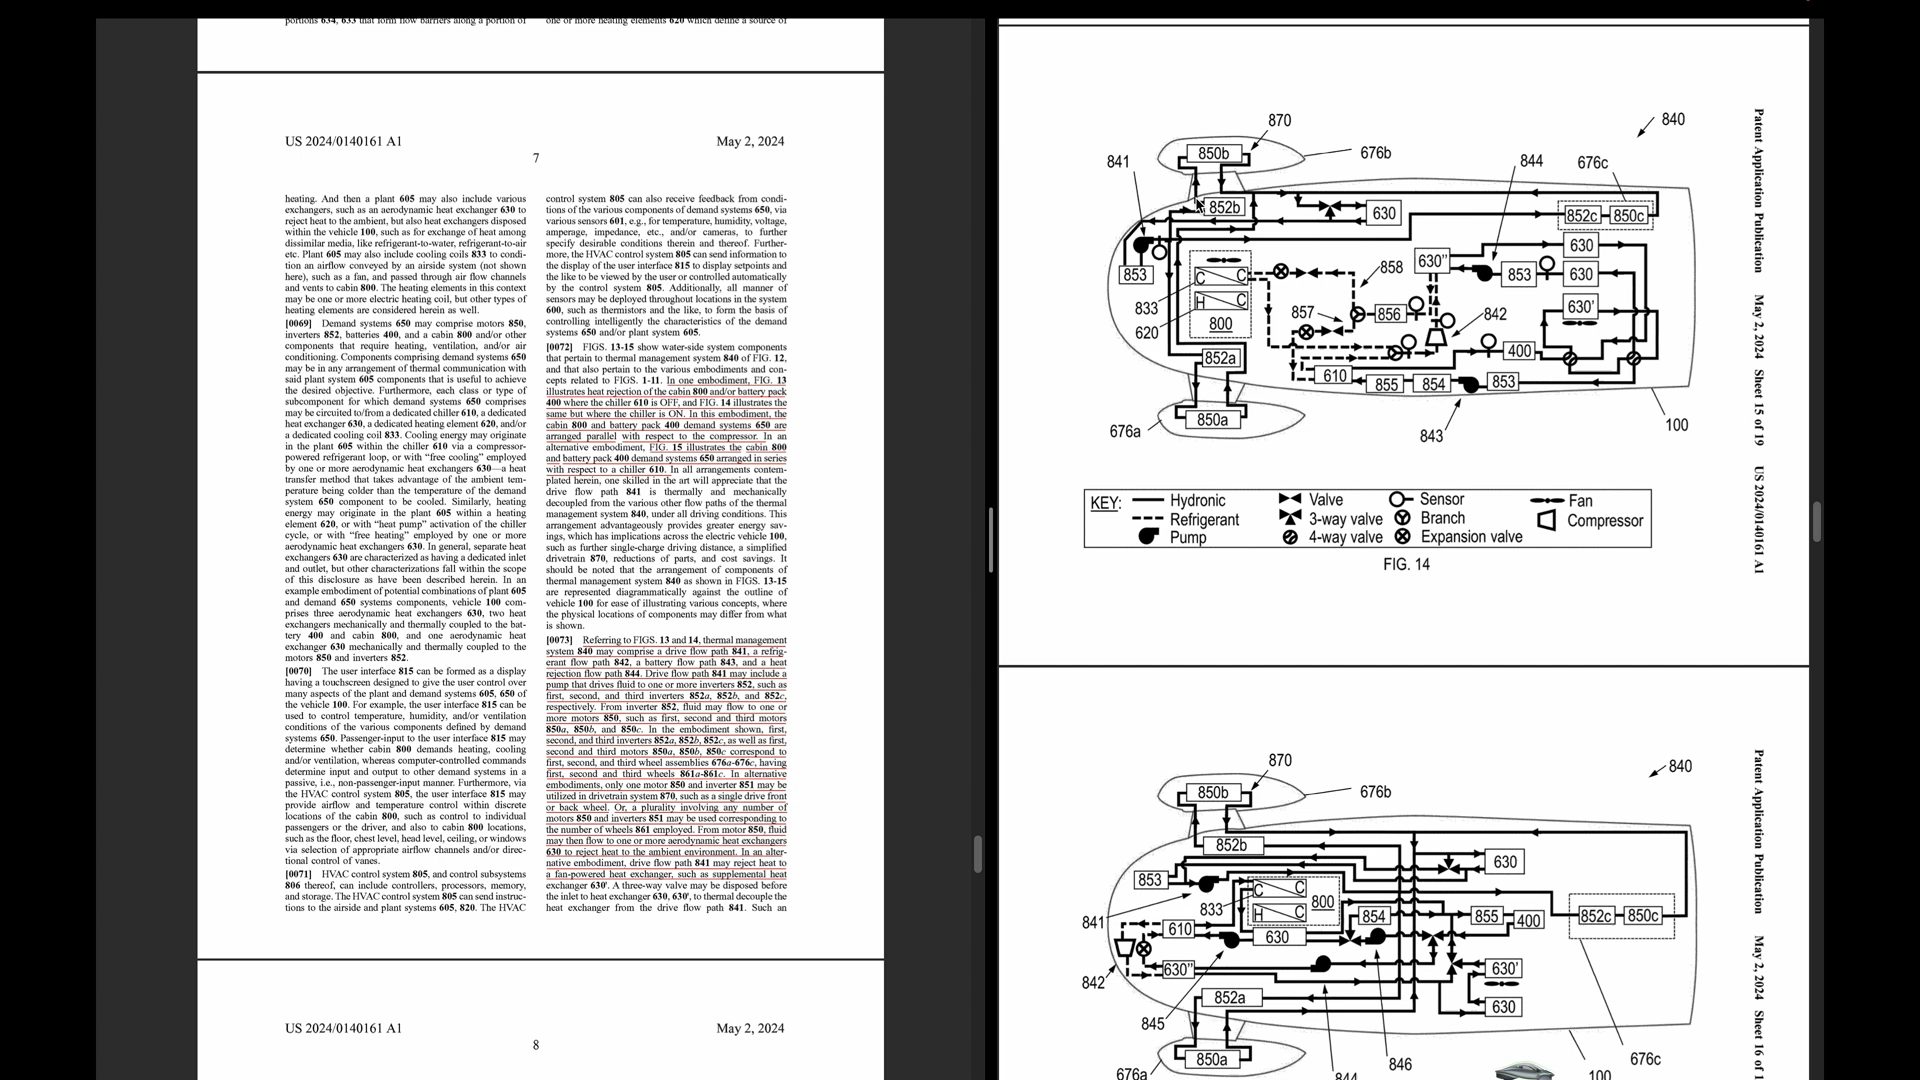 portions 634, 633 that form flow barriers along a portion of
one or more heating elements 620 which define a source of
US 2024/0140161 A1
May 2, 2024
7
heating. And then a plant 605 may also include various
exchangers, such as an aerodynamic heat exchanger 630 to
reject heat to the ambient, but also heat exchangers disposed
within the vehicle 100, such as for exchange of heat among
dissimilar media, like refrigerant-to-water, refrigerant-to-air
etc. Plant 605 may also include cooling coils 833 to condi-
tion an airflow conveyed by an airside system (not shown
here), such as a fan, and passed through air flow channels
and vents to cabin 800. The heating elements in this context
may be one or more electric heating coil, but other types of
heating elements are considered herein as well.
[0069] Demand systems 650 may comprise motors 850,
inverters 852, batteries 400, and a cabin 800 and/or other
components that require heating, ventilation, and/or air
conditioning. Components comprising demand systems 650
may be in any arrangement of thermal communication with
said plant system 605 components that is useful to achieve
the desired objective. Furthermore, each class or type of
subcomponent for which demand systems 650 comprises
may be circuited to/from a dedicated chiller 610, a dedicated
heat exchanger 630, a dedicated heating element 620, and/or
a dedicated cooling coil 833. Cooling energy may originate
in the plant 605 within the chiller 610 via a compressor-
powered refrigerant loop, or with “free cooling” employed
by one or more aerodynamic heat exchangers 630—a heat
transfer method that takes advantage of the ambient tem-
perature being colder than the temperature of the demand
system 650 component to be cooled. Similarly, heating
energy may originate in the plant 605 within a heating
element 620, or with “heat pump” activation of the chiller
cycle, or with “free heating” employed by one or more
aerodynamic heat exchangers 630. In general, separate heat
exchangers 630 are characterized as having a dedicated inlet
and outlet, but other characterizations fall within the scope
of this disclosure as have been described herein. In an
example embodiment of potential combinations of plant 605
and demand 650 systems components, vehicle 100 com-
prises three aerodynamic heat exchangers 630, two heat
exchangers mechanically and thermally coupled to the bat-
tery 400 and cabin 800, and one aerodynamic heat
exchanger 630 mechanically and thermally coupled to the
motors 850 and inverters 852.
[0070] The user interface 815 can be formed as a display
having a touchscreen designed to give the user control over
many aspects of the plant and demand systems 605, 650 of
the vehicle 100. For example, the user interface 815 can be
used to control temperature, humidity, and/or ventilation
conditions of the various components defined by demand
systems 650. Passenger-input to the user interface 815 may
determine whether cabin 800 demands heating, cooling
and/or ventilation, whereas computer-controlled commands
determine input and output to other demand systems in a
passive, i.e., non-passenger-input manner. Furthermore, via
the HVAC control system 805, the user interface 815 may
provide airflow and temperature control within discrete
locations of the cabin 800, such as control to individual
passengers or the driver, and also to cabin 800 locations,
such as the floor, chest level, head level, ceiling, or windows
via selection of appropriate airflow channels and/or direc-
tional control of vanes.
[0071] HVAC control system 805, and control subsystems
806 thereof, can include controllers, processors, memory,
and storage. The HVAC control system 805 can send instruc-
tions to the airside and plant systems 605, 820. The HVAC
control system 805 can also receive feedback from condi-
tions of the various components of demand systems 650, via
various sensors 601, e.g., for temperature, humidity, voltage,
amperage, impedance, etc., and/or cameras, to further
specify desirable conditions therein and thereof. Further-
more, the HVAC control system 805 can send information to
the display of the user interface 815 to display setpoints and
the like to be viewed by the user or controlled automatically
by the control system 805. Additionally, all manner of
sensors may be deployed throughout locations in the system
600, such as thermistors and the like, to form the basis of
controlling intelligently the characteristics of the demand
systems 650 and/or plant system 605.
[0072] FIGS. 13-15 show water-side system components
that pertain to thermal management system 840 of FIG. 12,
and that also pertain to the various embodiments and con-
cepts related to FIGS. 1-11. In one embodiment, FIG. 13
illustrates heat rejection of the cabin 800 and/or battery pack
400 where the chiller 610 is OFF, and FIG. 14 illustrates the
same but where the chiller is ON. In this embodiment, the
cabin 800 and battery pack 400 demand systems 650 are
arranged parallel with respect to the compressor. In an
alternative embodiment, FIG. 15 illustrates the cabin 800
and battery pack 400 demand systems 650 arranged in series
with respect to a chiller 610. In all arrangements contem-
plated herein, one skilled in the art will appreciate that the
drive flow path 841 is thermally and mechanically
decoupled from the various other flow paths of the thermal
management system 840, under all driving conditions. This
arrangement advantageously provides greater energy sav-
ings, which has implications across the electric vehicle 100,
such as further single-charge driving distance, a simplified
drivetrain 870, reductions of parts, and cost savings. It
should be noted that the arrangement of components of
thermal management system 840 as shown in FIGS. 13-15
are represented diagrammatically against the outline of
vehicle 100 for ease of illustrating various concepts, where
the physical locations of components may differ from what
is shown.
[0073] Referring to FIGS. 13 and 14, thermal management
system 840 may comprise a drive flow path 841, a refrig-
erant flow path 842, a battery flow path 843, and a heat
rejection flow path 844. Drive flow path 841 may include a
pump that drives fluid to one or more inverters 852, such as
first, second, and third inverters 852a, 852b, and 852c,
respectively. From inverter 852, fluid may flow to one or
more motors 850, such as first, second and third motors
850a, 850b, and 850c. In the embodiment shown, first,
second, and third inverters 852a, 852b, 852c, as well as first,
second and third motors 850a, 850b, 850c correspond to
first, second, and third wheel assemblies 676a-676c, having
first, second and third wheels 861a-861c. In alternative
embodiments, only one motor 850 and inverter 851 may be
utilized in drivetrain system 870, such as a single drive front
or back wheel. Or, a plurality involving any number of
motors 850 and inverters 851 may be used corresponding to
the number of wheels 861 employed. From motor 850, fluid
may then flow to one or more aerodynamic heat exchangers
630 to reject heat to the ambient environment. In an alter-
native embodiment, drive flow path 841 may reject heat to
a fan-powered heat exchanger, such as supplemental heat
exchanger 630'. A three-way valve may be disposed before
the inlet to heat exchanger 630, 630', to thermal decouple the
heat exchanger from the drive flow path 841. Such an
US 2024/0140161 A1
May 2, 2024
8
870
840
850b
676b
841
844
676c
852b
630
852c 850c
630
853
630"
853
630
C C
858
833
H C
857
856
842
630'
620
800
852a
400
610
855
854
853
850a
676a
843
100
KEY:
Hydronic
Valve
Sensor
Fan
Refrigerant
3-way valve
Branch
Compressor
Pump
4-way valve
Expansion valve
FIG. 14
Patent Application Publication May 2, 2024 Sheet 15 of 19 US 2024/0140161 A1
870
840
850b
676b
852b
630
853
C C
841
833
H C
800
854
855
400
852c
850c
610
630
630"
630'
842
852a
630
845
850a
846
676c
676a
844
100
Patent Application Publication May 2, 2024 Sheet 16 of 1